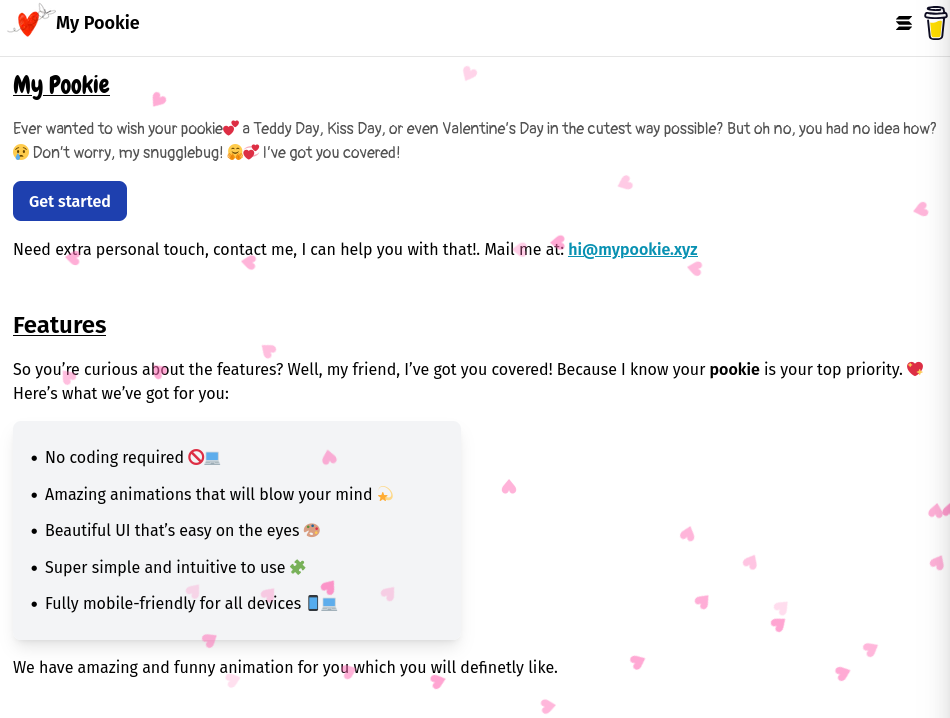 My Pookie
My Pookie
Ever wanted to wish your pookie💕 a Teddy Day, Kiss Day, or even Valentine's Day in the cutest way possible? But oh no, you had no idea how?
😢 Don't worry, my snugglebug! 🤗💞 I've got you covered!
Get started
Need extra personal touch, contact me, I can help you with that!. Mail me at: hi@mypookie.xyz
Features
So you’re curious about the features? Well, my friend, I’ve got you covered! Because I know your pookie is your top priority. 💖
Here’s what we’ve got for you:
• No coding required 🚫💻
• Amazing animations that will blow your mind 💫
• Beautiful UI that’s easy on the eyes 🎨
• Super simple and intuitive to use 🧩
• Fully mobile-friendly for all devices 📱💻
We have amazing and funny animation for you which you will definetly like.